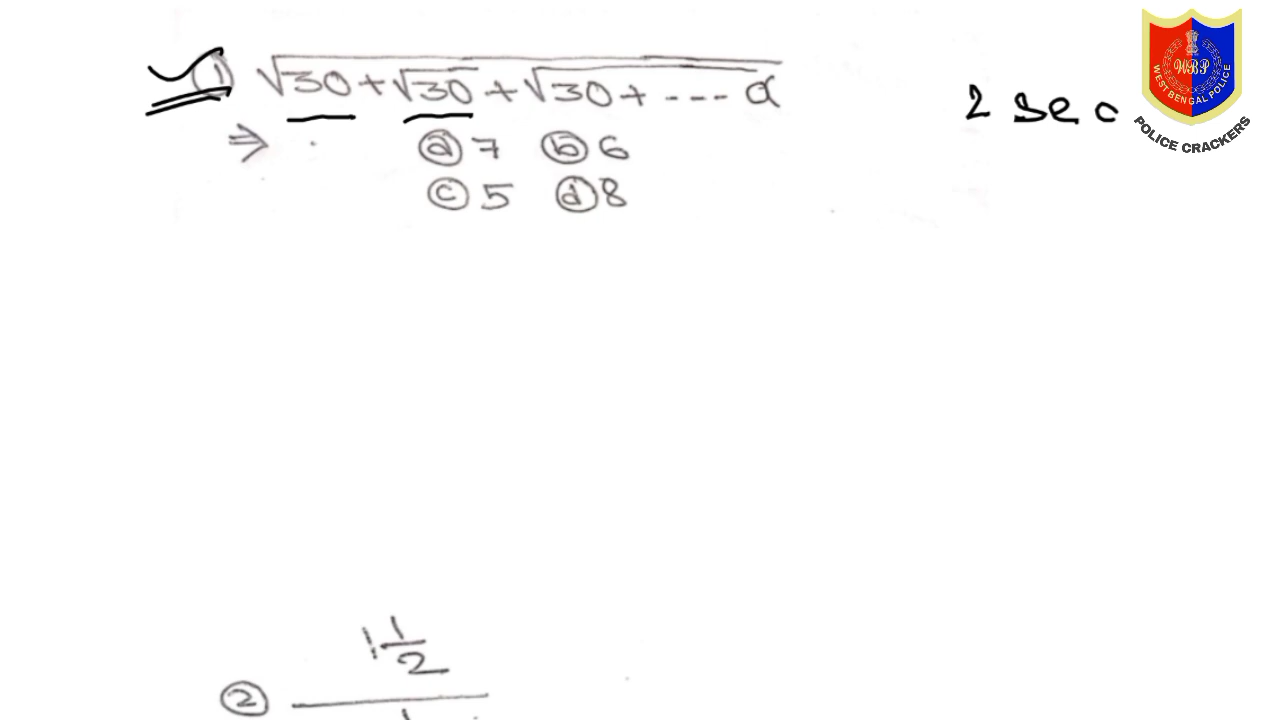 ① √30+√30+√30+---α
2 sec
⇒ ⓐ 7 ⓑ 6
ⓒ 5 ⓓ 8
WBP
WEST BENGAL POLICE
POLICE CRACKERS
1 1/2
②